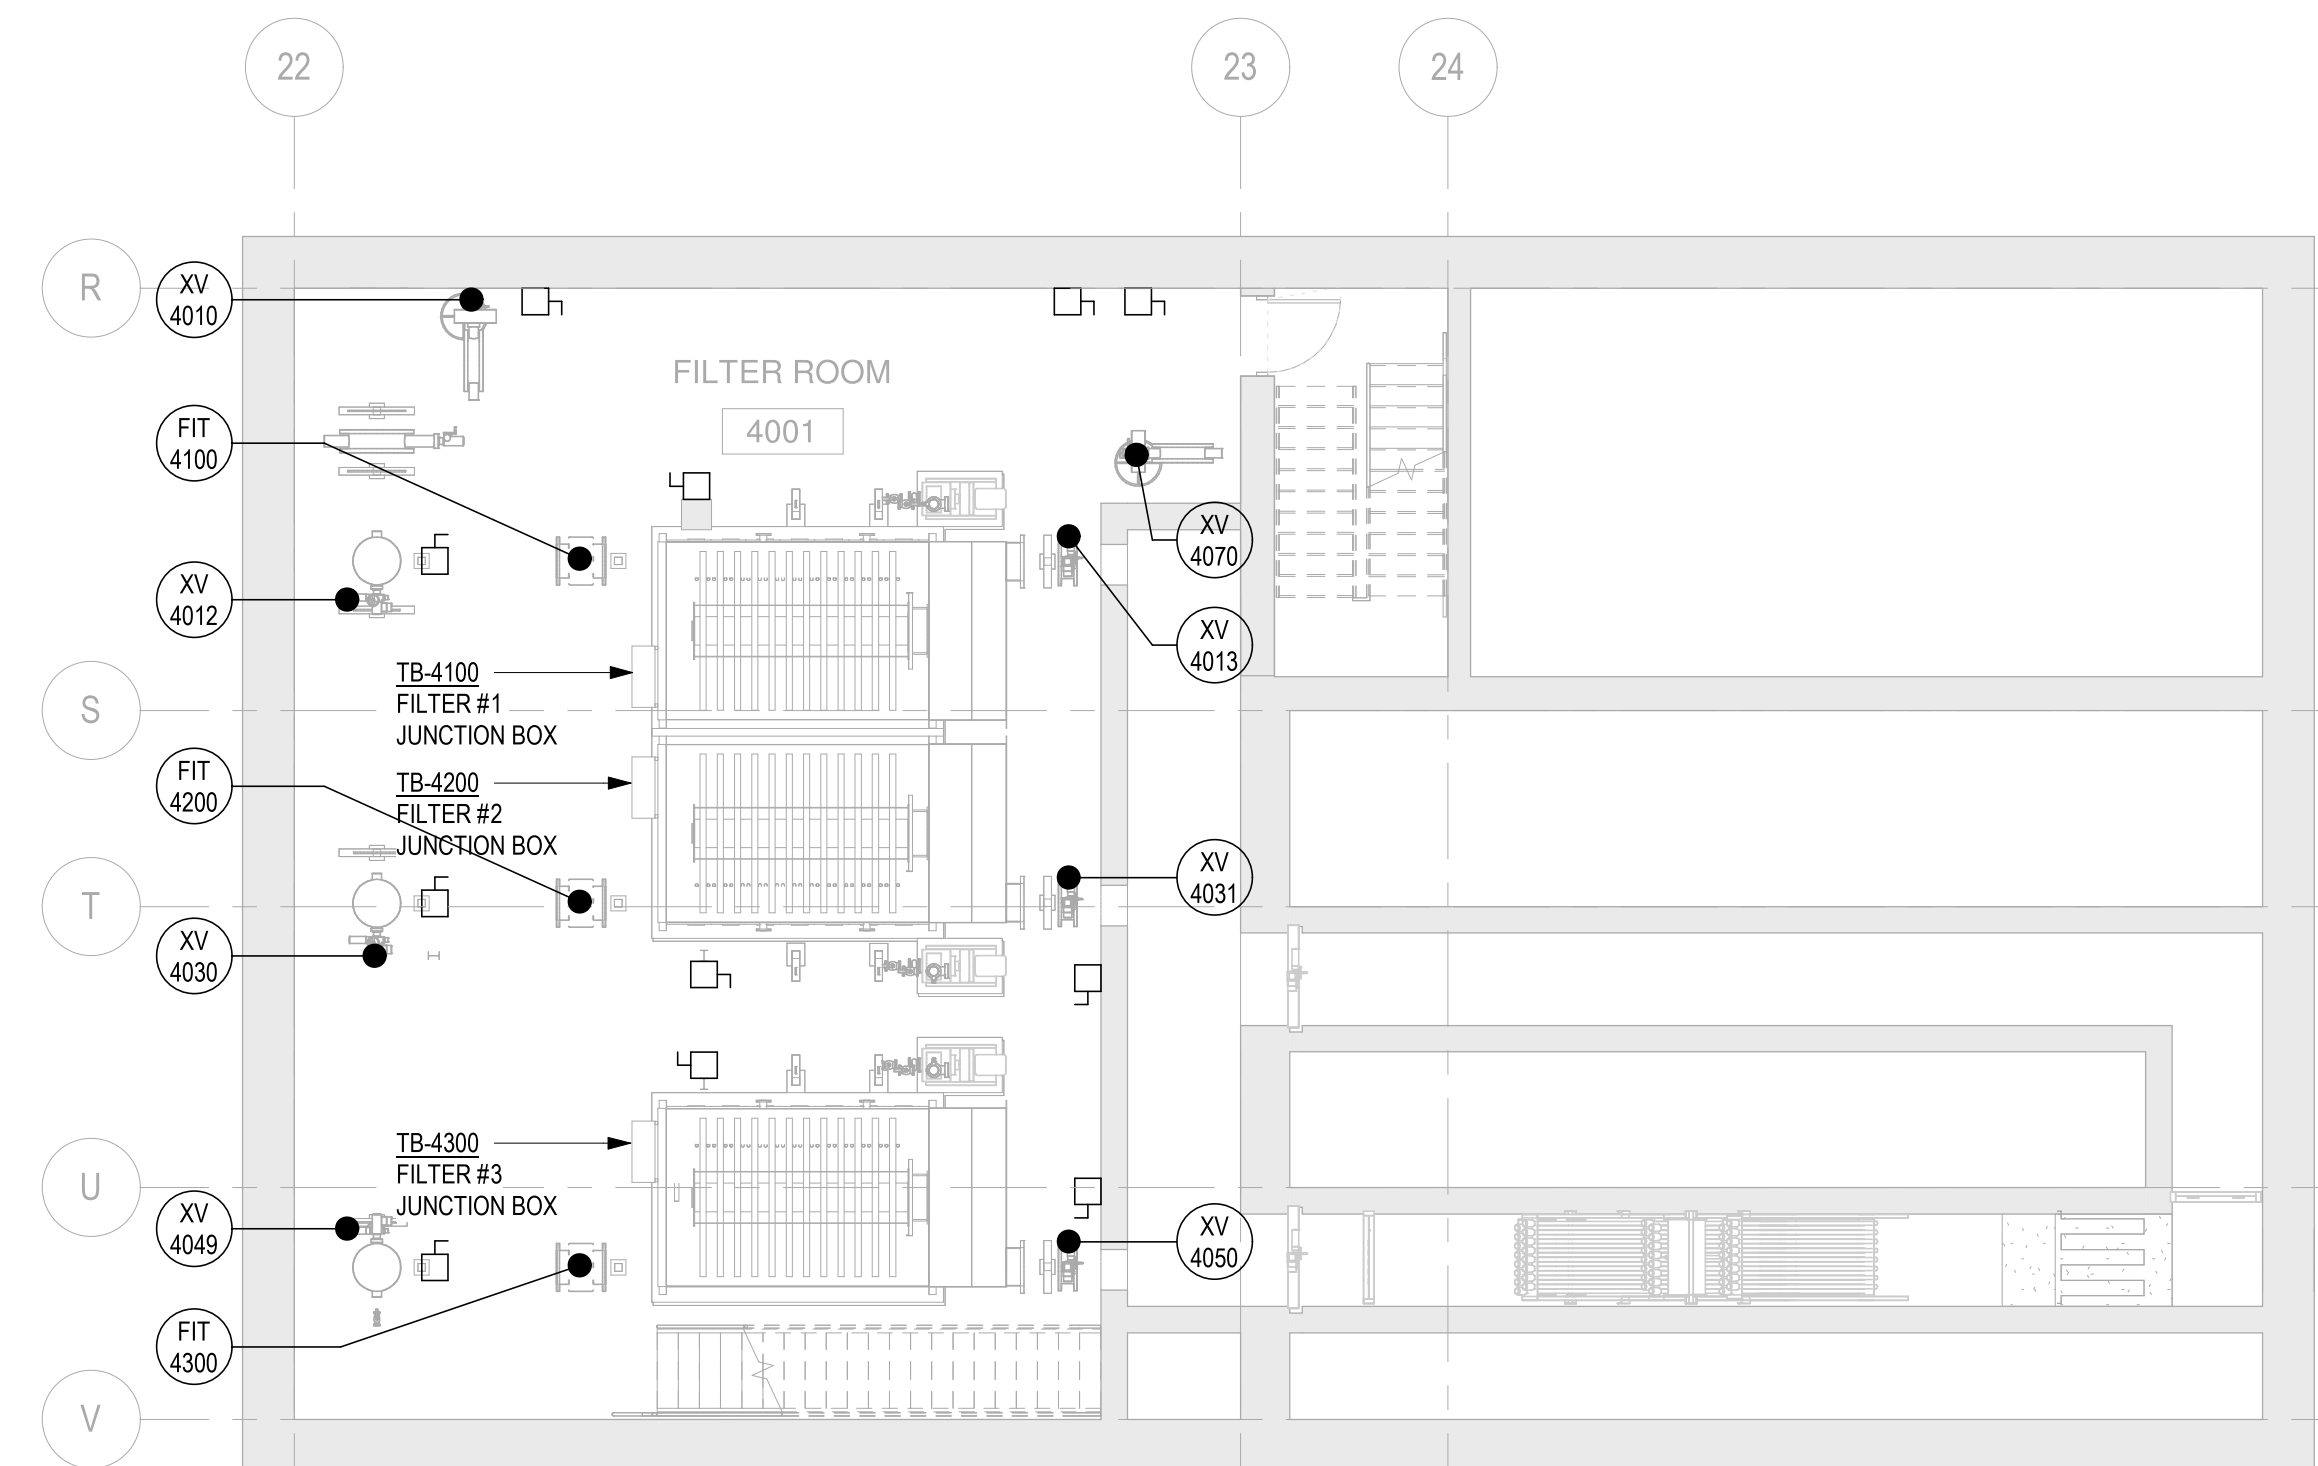 22
23
24
R
XV
4010
FILTER ROOM
4001
FIT
4100
XV
4070
XV
4012
XV
4013
TB-4100
FILTER #1
JUNCTION BOX
S
FIT
4200
TB-4200
FILTER #2
JUNCTION BOX
XV
4031
T
XV
4030
TB-4300
FILTER #3
JUNCTION BOX
U
XV
4049
XV
4050
FIT
4300
V